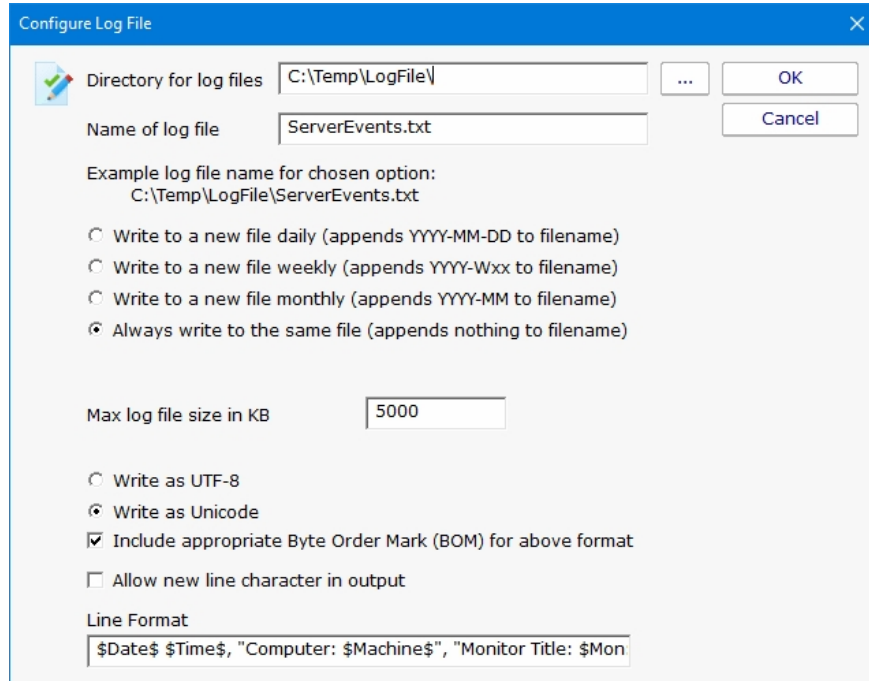 Configure Log File
Directory for log files C:\Temp\LogFile\ ... OK
Name of log file ServerEvents.txt Cancel
Example log file name for chosen option:
C:\Temp\LogFile\ServerEvents.txt
Write to a new file daily (appends YYYY-MM-DD to filename)
Write to a new file weekly (appends YYYY-Wxx to filename)
Write to a new file monthly (appends YYYY-MM to filename)
Always write to the same file (appends nothing to filename)
Max log file size in KB 5000
Write as UTF-8
Write as Unicode
Include appropriate Byte Order Mark (BOM) for above format
Allow new line character in output
Line Format
$Date$ $Time$, "Computer: $Machine$", "Monitor Title: $Mon